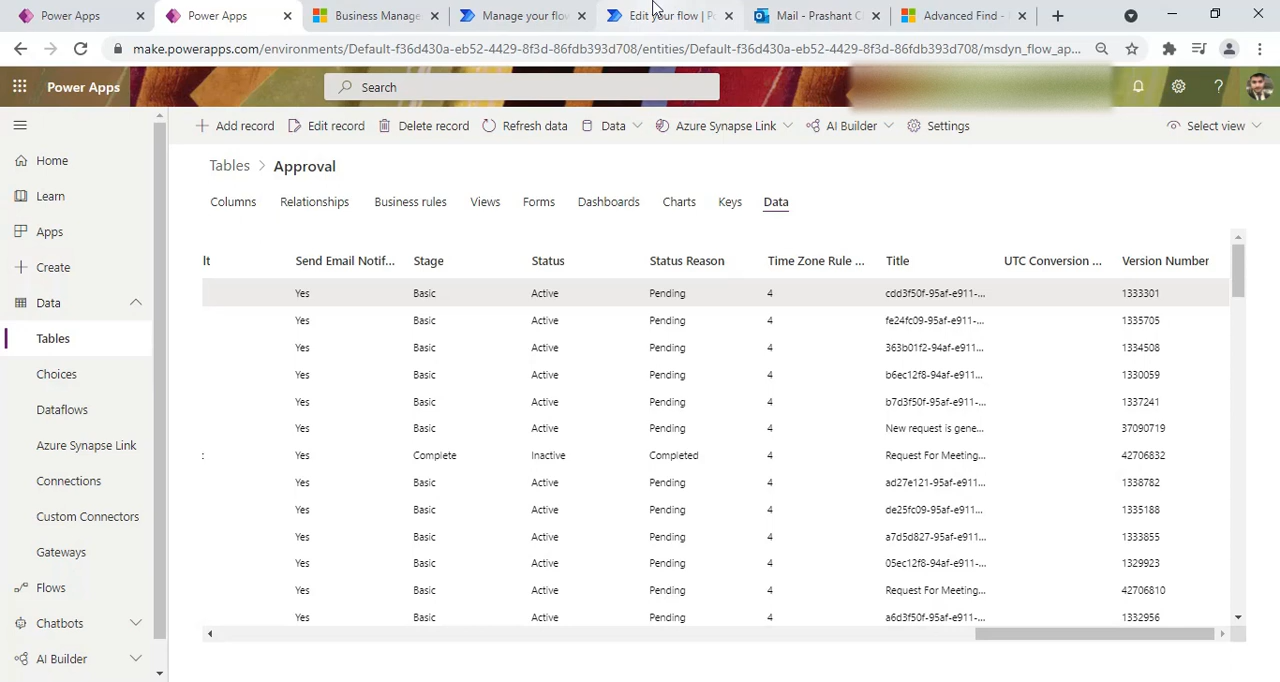 Power Apps
Power Apps
Business Manage
Manage your flow
Edit your flow | P
Mail - Prashant C
Advanced Find -
make.powerapps.com/environments/Default-f36d430a-eb52-4429-8f3d-86fdb393d708/entities/Default-f36d430a-eb52-4429-8f3d-86fdb393d708/msdyn_flow_ap...
Power Apps
Search
Add record
Edit record
Delete record
Refresh data
Data
Azure Synapse Link
AI Builder
Settings
Select view
Home
Learn
Apps
Create
Data
Tables
Choices
Dataflows
Azure Synapse Link
Connections
Custom Connectors
Gateways
Flows
Chatbots
AI Builder
Tables > Approval
Columns Relationships Business rules Views Forms Dashboards Charts Keys Data
lt Send Email Notif... Stage Status Status Reason Time Zone Rule ... Title UTC Conversion ... Version Number
Yes Basic Active Pending 4 cdd3f50f-95af-e911-... 1333301
Yes Basic Active Pending 4 fe24fc09-95af-e911-... 1335705
Yes Basic Active Pending 4 363b01f2-94af-e911... 1334508
Yes Basic Active Pending 4 b6ec12f8-94af-e911... 1330059
Yes Basic Active Pending 4 b7d3f50f-95af-e911-... 1337241
Yes Basic Active Pending 4 New request is gene... 37090719
: Yes Complete Inactive Completed 4 Request For Meeting... 42706832
Yes Basic Active Pending 4 ad27e121-95af-e911... 1338782
Yes Basic Active Pending 4 de25fc09-95af-e911... 1335188
Yes Basic Active Pending 4 a7d5d827-95af-e911... 1333855
Yes Basic Active Pending 4 05ec12f8-94af-e911... 1329923
Yes Basic Active Pending 4 Request For Meeting... 42706810
Yes Basic Active Pending 4 a6d3f50f-95af-e911-... 1332956